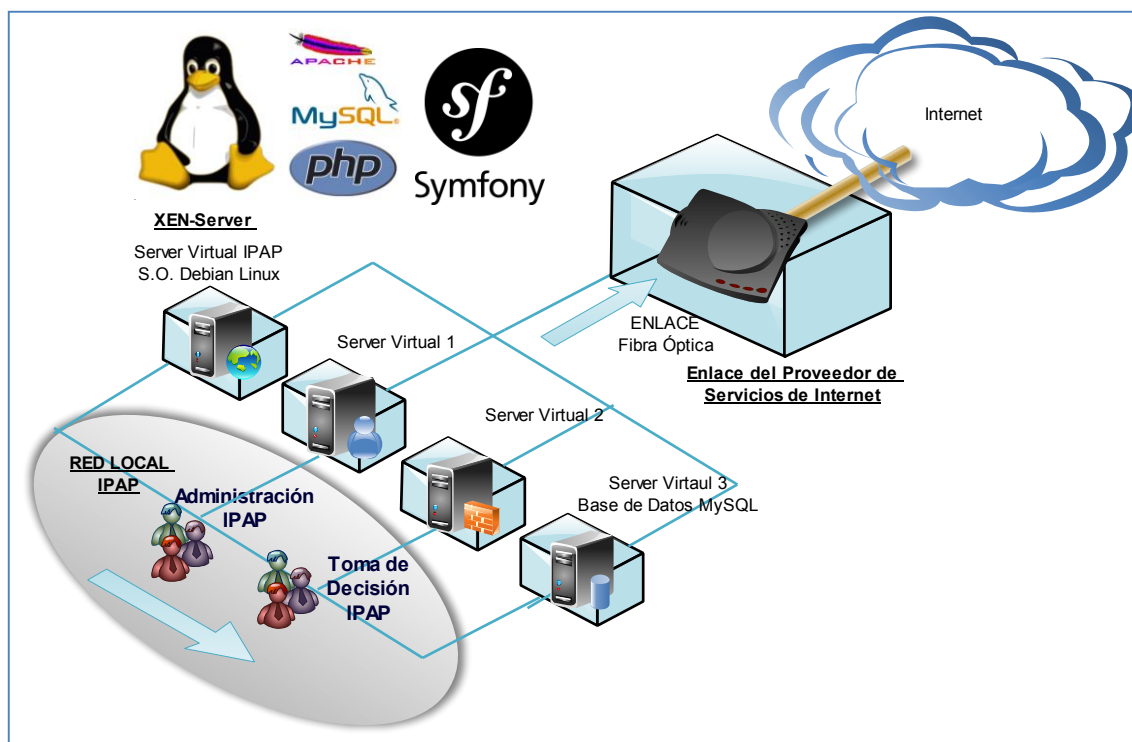 APACHE
MySQL®
php
sf
Symfony
XEN-Server
Server Virtual IPAP
S.O. Debian Linux
Internet
Server Virtual 1
ENLACE
Fibra Óptica
Enlace del Proveedor de
Servicios de Internet
Server Virtual 2
RED LOCAL
IPAP
Administración
IPAP
Server Virtaul 3
Base de Datos MySQL
Toma de
Decisión
IPAP